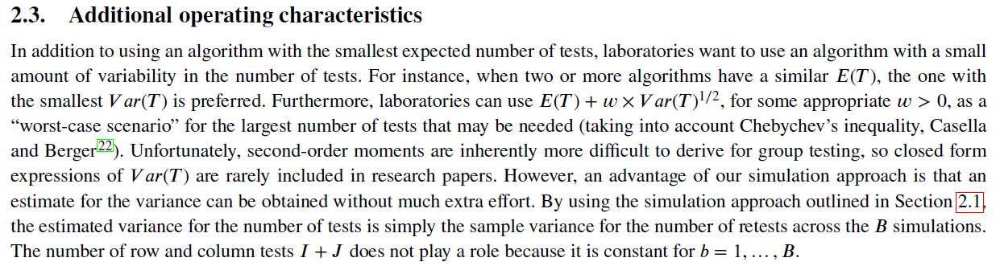 2.3. Additional operating characteristics
In addition to using an algorithm with the smallest expected number of tests, laboratories want to use an algorithm with a small
amount of variability in the number of tests. For instance, when two or more algorithms have a similar E(T), the one with
the smallest Var(T) is preferred. Furthermore, laboratories can use E(T) + w × Var(T)^1/2, for some appropriate w > 0, as a
“worst-case scenario” for the largest number of tests that may be needed (taking into account Chebychev’s inequality, Casella
and Berger22). Unfortunately, second-order moments are inherently more difficult to derive for group testing, so closed form
expressions of Var(T) are rarely included in research papers. However, an advantage of our simulation approach is that an
estimate for the variance can be obtained without much extra effort. By using the simulation approach outlined in Section 2.1,
the estimated variance for the number of tests is simply the sample variance for the number of retests across the B simulations.
The number of row and column tests I + J does not play a role because it is constant for b = 1, … , B.